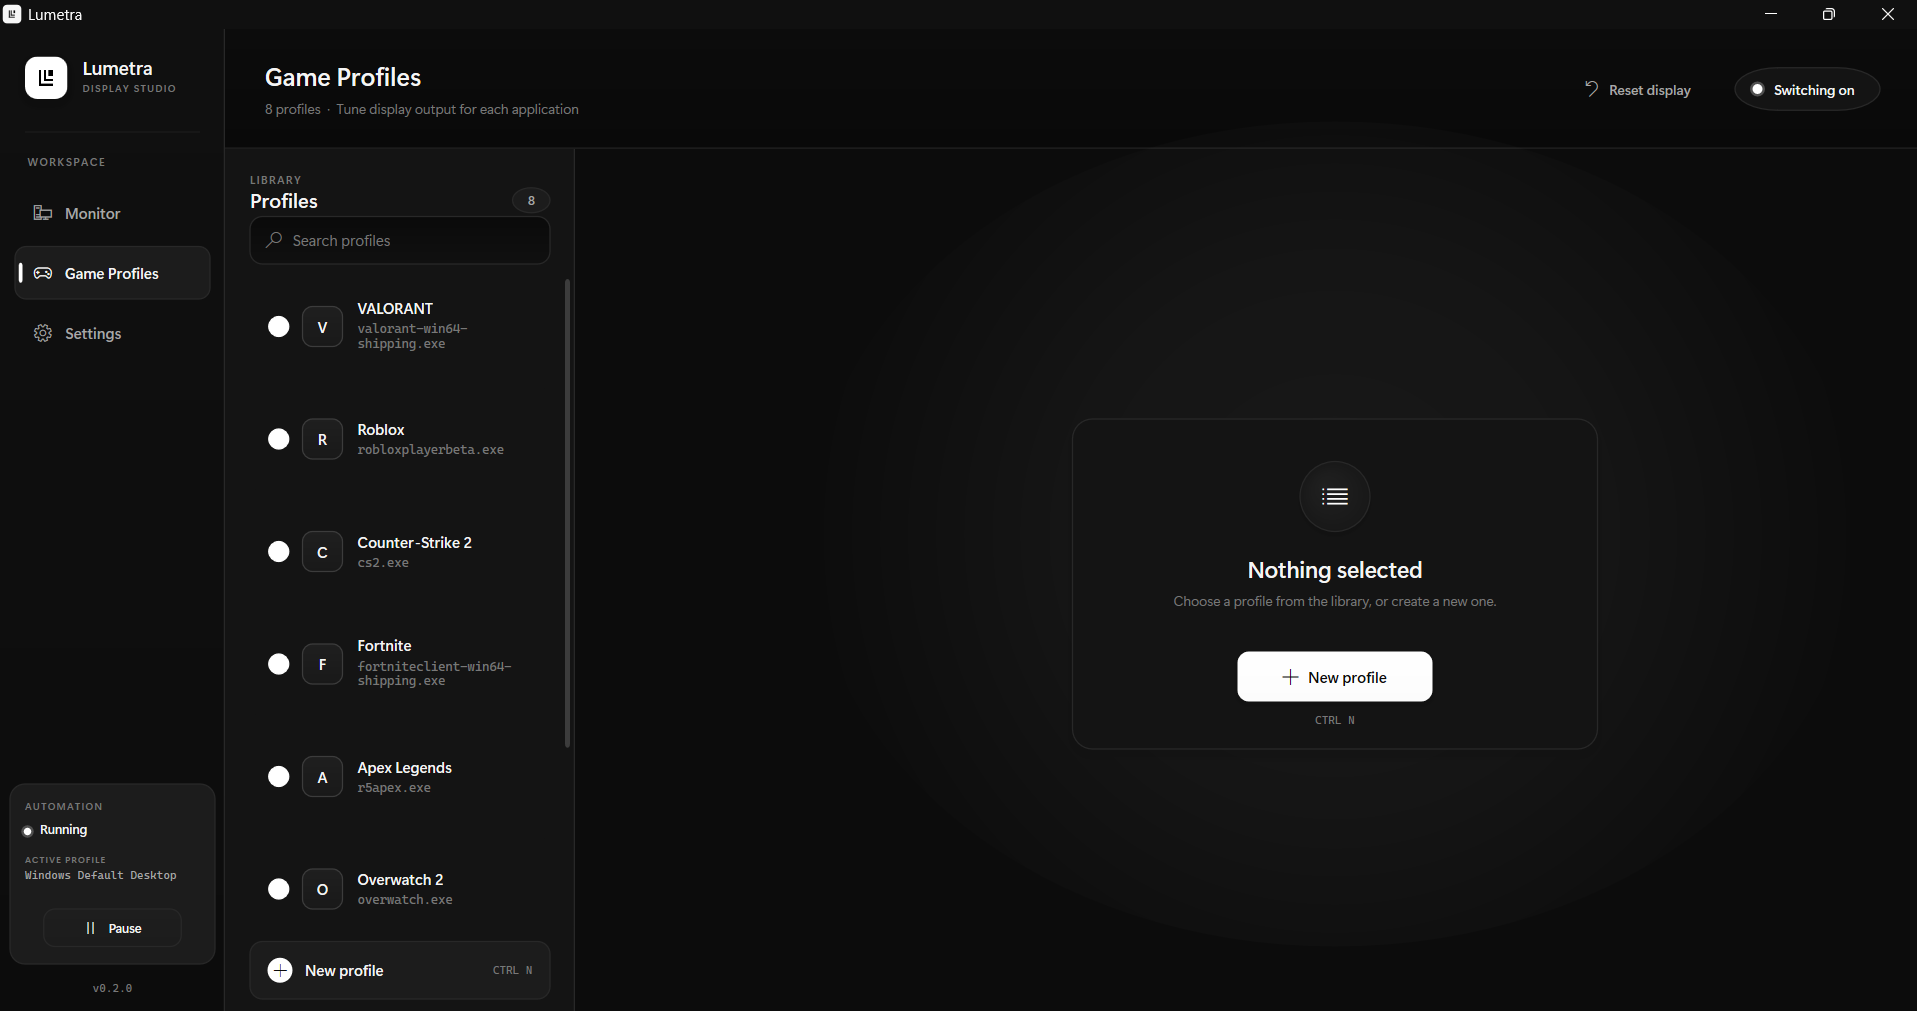 Lumetra
Lumetra
DISPLAY STUDIO
WORKSPACE
Monitor
Game Profiles
Settings
AUTOMATION
Running
ACTIVE PROFILE
Windows Default Desktop
Pause
v0.2.0
Game Profiles
8 profiles · Tune display output for each application
Reset display
Switching on
LIBRARY
Profiles
8
Search profiles
V
VALORANT
valorant-win64-
shipping.exe
R
Roblox
robloxplayerbeta.exe
C
Counter-Strike 2
cs2.exe
F
Fortnite
fortniteclient-win64-
shipping.exe
A
Apex Legends
r5apex.exe
O
Overwatch 2
overwatch.exe
New profile
CTRL N
Nothing selected
Choose a profile from the library, or create a new one.
New profile
CTRL N